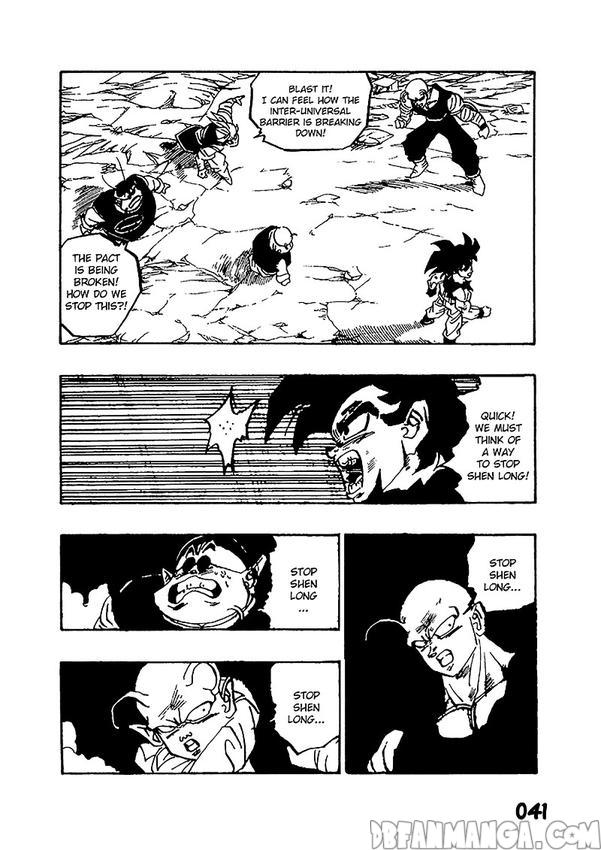 BLAST IT!
I CAN FEEL HOW THE
INTER-UNIVERSAL
BARRIER IS BREAKING
DOWN!
THE PACT
IS BEING
BROKEN!
HOW DO WE
STOP THIS?!
QUICK!
WE MUST
THINK OF
A WAY
TO STOP
SHEN LONG!
STOP
SHEN
LONG
...
STOP
SHEN
LONG...
STOP
SHEN
LONG...
041
DBFANMANGA.COM